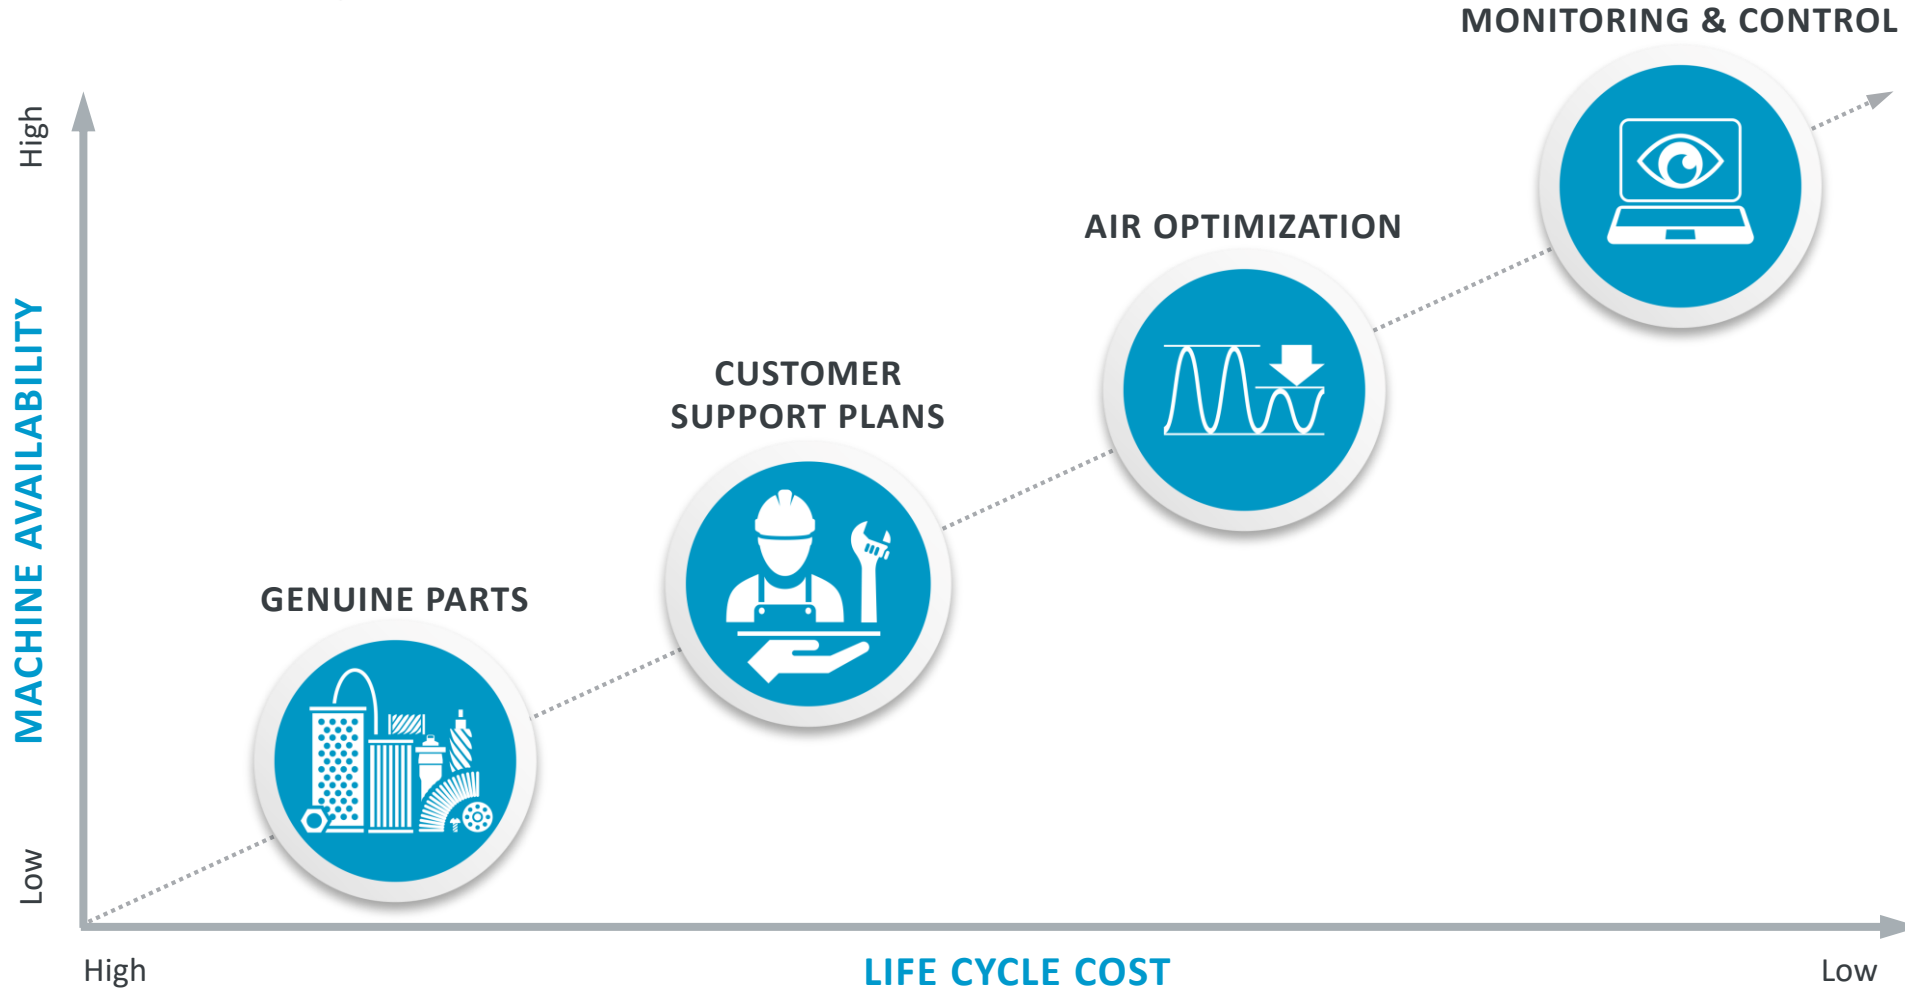 MONITORING & CONTROL
High
AIR OPTIMIZATION
MACHINE AVAILABILITY
CUSTOMER
SUPPORT PLANS
GENUINE PARTS
Low
High
LIFE CYCLE COST
Low